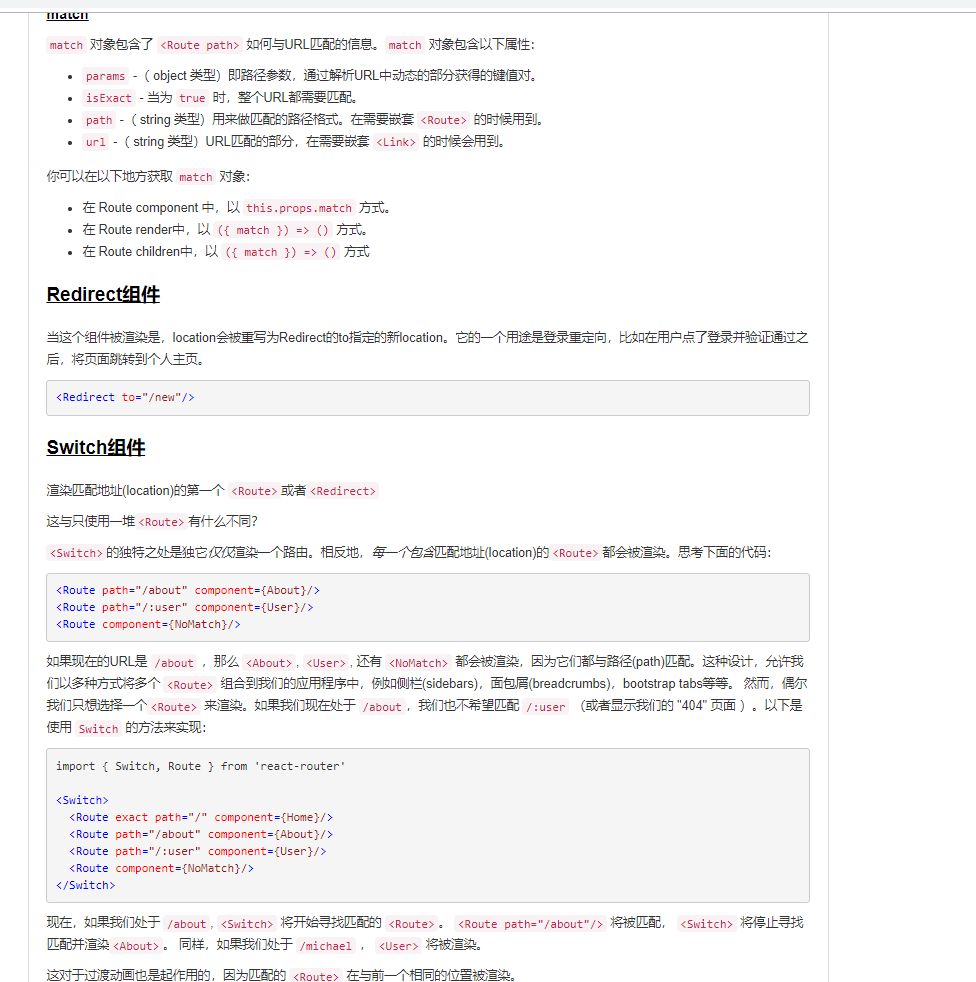 match
match 对象包含了 <Route path> 如何与URL匹配的信息。match 对象包含以下属性：
params -（ object 类型）即路径参数，通过解析URL中动态的部分获得的键值对。
isExact - 当为 true 时，整个URL都需要匹配。
path -（ string 类型）用来做匹配的路径格式。在需要嵌套 <Route> 的时候用到。
url -（ string 类型）URL匹配的部分，在需要嵌套 <Link> 的时候会用到。
你可以在以下地方获取 match 对象：
在 Route component 中，以 this.props.match 方式。
在 Route render中，以 ({ match }) => () 方式。
在 Route children中，以 ({ match }) => () 方式
Redirect组件
当这个组件被渲染是，location会被重写为Redirect的to指定的新location。它的一个用途是登录重定向，比如在用户点了登录并验证通过之
后，将页面跳转到个人主页。
<Redirect to="/new"/>
Switch组件
渲染匹配地址(location)的第一个 <Route> 或者 <Redirect>
这与只使用一堆 <Route> 有什么不同？
<Switch> 的独特之处是独它仅仅渲染一个路由。相反地，每一个包含匹配地址(location)的 <Route> 都会被渲染。思考下面的代码：
<Route path="/about" component={About}/>
<Route path="/:user" component={User}/>
<Route component={NoMatch}/>
如果现在的URL是 /about ，那么 <About>, <User>, 还有 <NoMatch> 都会被渲染，因为它们都与路径(path)匹配。这种设计，允许我
们以多种方式将多个 <Route> 组合到我们的应用程序中，例如侧栏(sidebars)，面包屑(breadcrumbs)，bootstrap tabs等等。 然而，偶尔
我们只想选择一个 <Route> 来渲染。如果我们现在处于 /about ，我们也不希望匹配 /:user （或者显示我们的 "404" 页面 ）。以下是
使用 Switch 的方法来实现：
import { Switch, Route } from 'react-router'
<Switch>
<Route exact path="/" component={Home}/>
<Route path="/about" component={About}/>
<Route path="/:user" component={User}/>
<Route component={NoMatch}/>
</Switch>
现在，如果我们处于 /about, <Switch> 将开始寻找匹配的 <Route>。 <Route path="/about"/> 将被匹配， <Switch> 将停止寻找
匹配并渲染 <About>。 同样，如果我们处于 /michael ， <User> 将被渲染。
这对于过渡动画也是起作用的，因为匹配的 <Route> 在与前一个相同的位置被渲染。